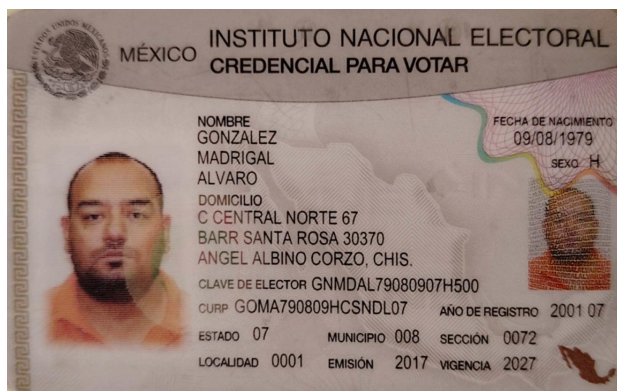 MÉXICO
INSTITUTO NACIONAL ELECTORAL
CREDENCIAL PARA VOTAR
NOMBRE
GONZALEZ
MADRIGAL
ALVARO
FECHA DE NACIMIENTO
09/08/1979
SEXO H
DOMICILIO
C CENTRAL NORTE 67
BARR SANTA ROSA 30370
ANGEL ALBINO CORZO, CHIS.
CLAVE DE ELECTOR GNMDAL79080907H500
CURP GOMA790809HCSNDL07 AÑO DE REGISTRO 2001 07
ESTADO 07 MUNICIPIO 008 SECCIÓN 0072
LOCALIDAD 0001 EMISIÓN 2017 VIGENCIA 2027